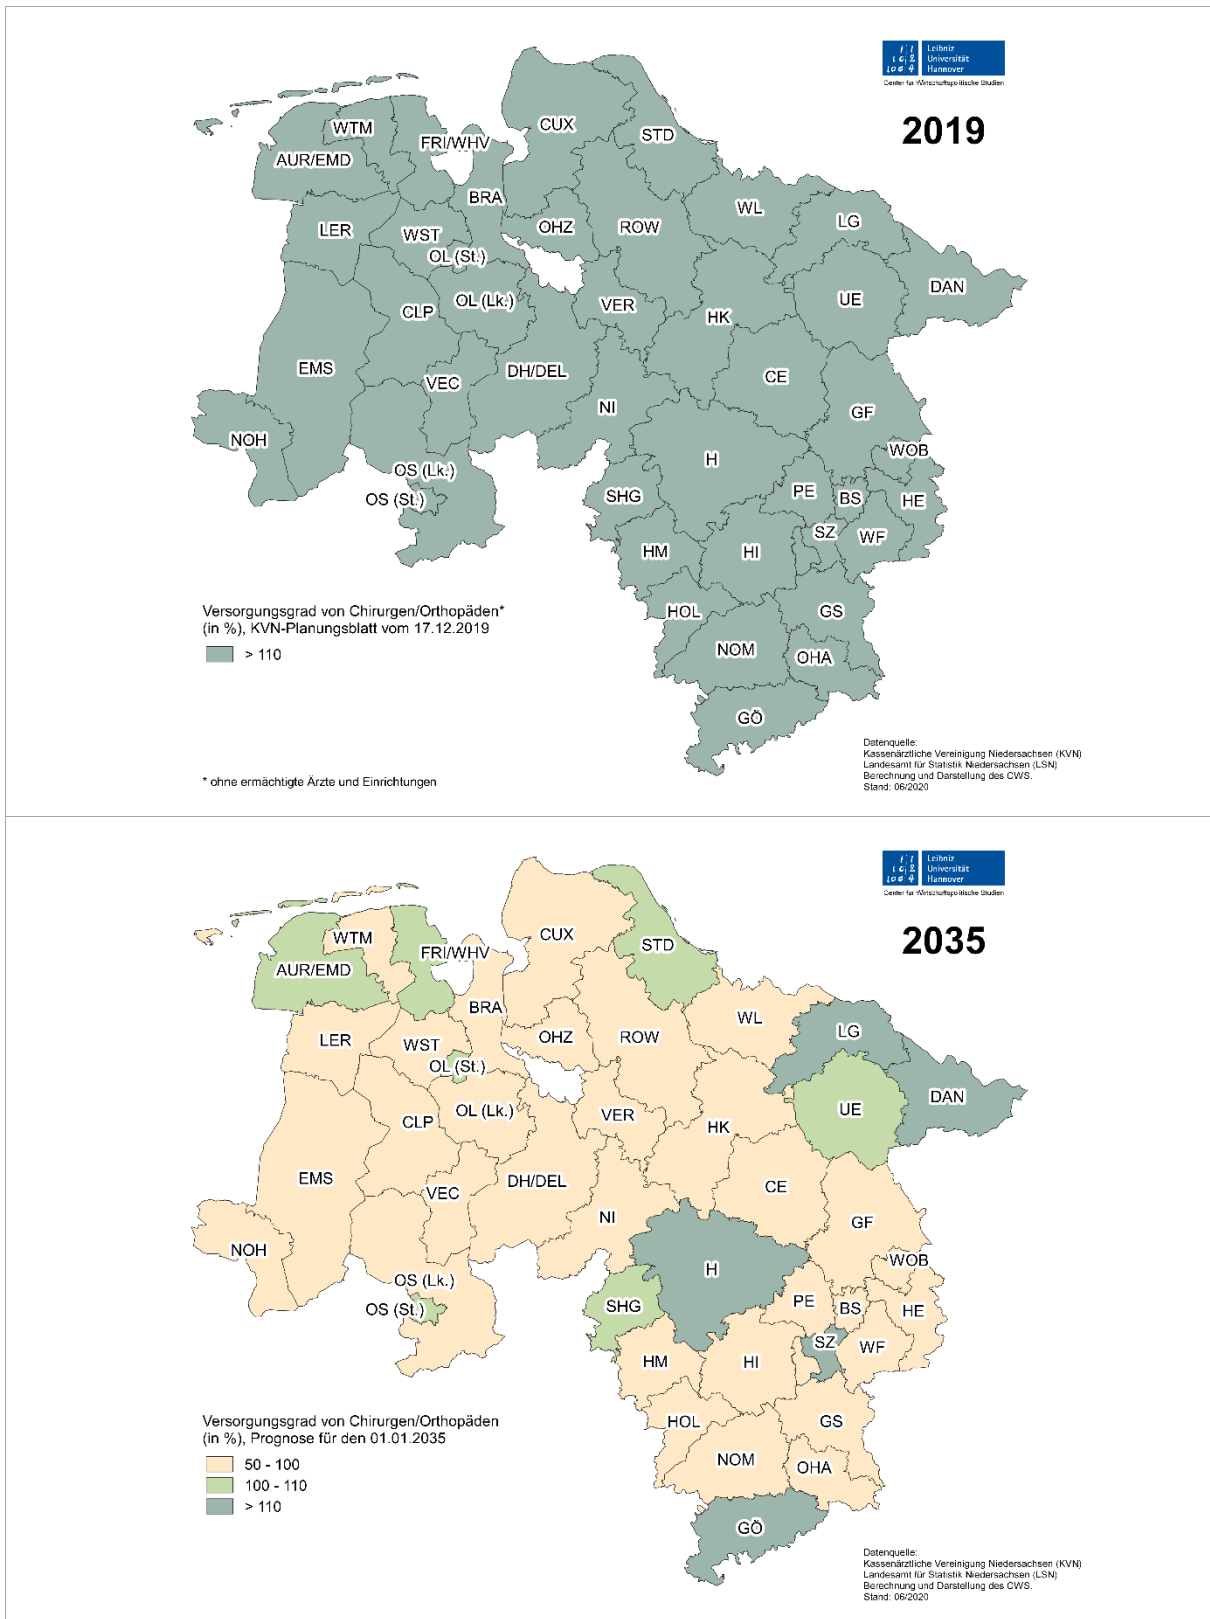 Leibniz
Universität
Hannover
Center für Wirtschaftspolitische Studien
2019
WTM
CUX
STD
FRI/WHV
AUR/EMD
BRA
WL
LG
LER
WST
OHZ
ROW
OL (St.)
DAN
UE
OL (Lk.)
VER
CLP
HK
EMS
DH/DEL
CE
VEC
NI
GF
NOH
H
WOB
OS (Lk.)
OS (St.)
SHG
PE
BS
HE
SZ
WF
HM
HI
HOL
GS
NOM
OHA
GÖ
Versorgungsgrad von Chirurgen/Orthopäden*
(in %), KVN-Planungsblatt vom 17.12.2019
> 110
* ohne ermächtigte Ärzte und Einrichtungen
Datenquelle:
Kassenärztliche Vereinigung Niedersachsen (KVN)
Landesamt für Statistik Niedersachsen (LSN)
Berechnung und Darstellung des CWS.
Stand: 06/2020
Leibniz
Universität
Hannover
Center für Wirtschaftspolitische Studien
2035
WTM
CUX
STD
FRI/WHV
AUR/EMD
BRA
WL
LG
LER
WST
OHZ
ROW
OL (St.)
DAN
UE
OL (Lk.)
VER
CLP
HK
EMS
DH/DEL
CE
VEC
NI
GF
NOH
H
WOB
OS (Lk.)
OS (St.)
SHG
PE
BS
HE
SZ
WF
HM
HI
HOL
GS
NOM
OHA
GÖ
Versorgungsgrad von Chirurgen/Orthopäden
(in %), Prognose für den 01.01.2035
50 - 100
100 - 110
> 110
Datenquelle:
Kassenärztliche Vereinigung Niedersachsen (KVN)
Landesamt für Statistik Niedersachsen (LSN)
Berechnung und Darstellung des CWS.
Stand: 06/2020